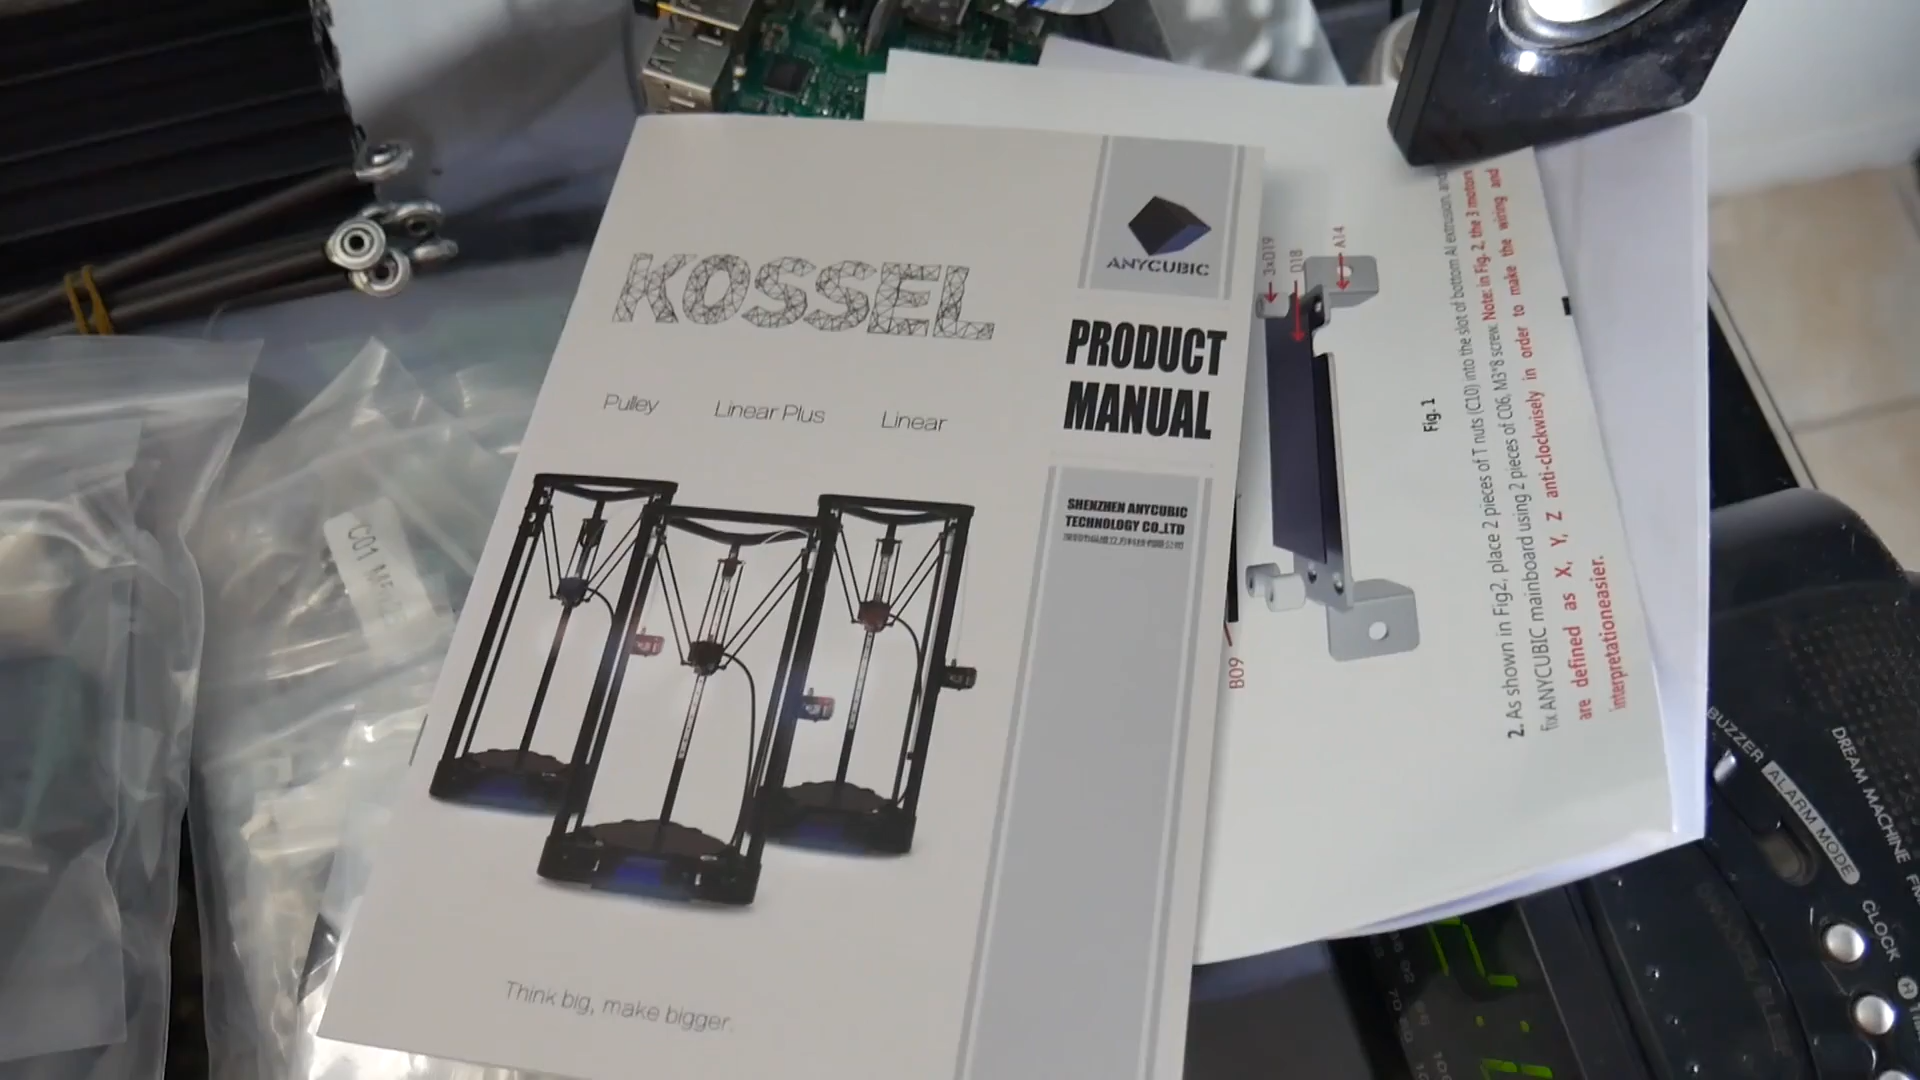 KOSSEL
Pulley
Linear Plus
Linear
Think big, make bigger.
ANYCUBIC
PRODUCT
MANUAL
SHENZHEN ANYCUBIC
TECHNOLOGY CO.,LTD
C01
3xD19
D18
A14
B09
Fig. 1
2. As shown in Fig2, place 2 pieces of T nuts (C10) into the slot of bottom Al extrusion, and
fix ANYCUBIC mainboard using 2 pieces of C06, M3*8 screw. Note: in Fig. 2, the 3 motors
are defined as X, Y, Z anti-clockwisely in order to make the wiring and
interpretationeasier.
BUZZER
ALARM MODE
DREAM MACHINE
CLOCK